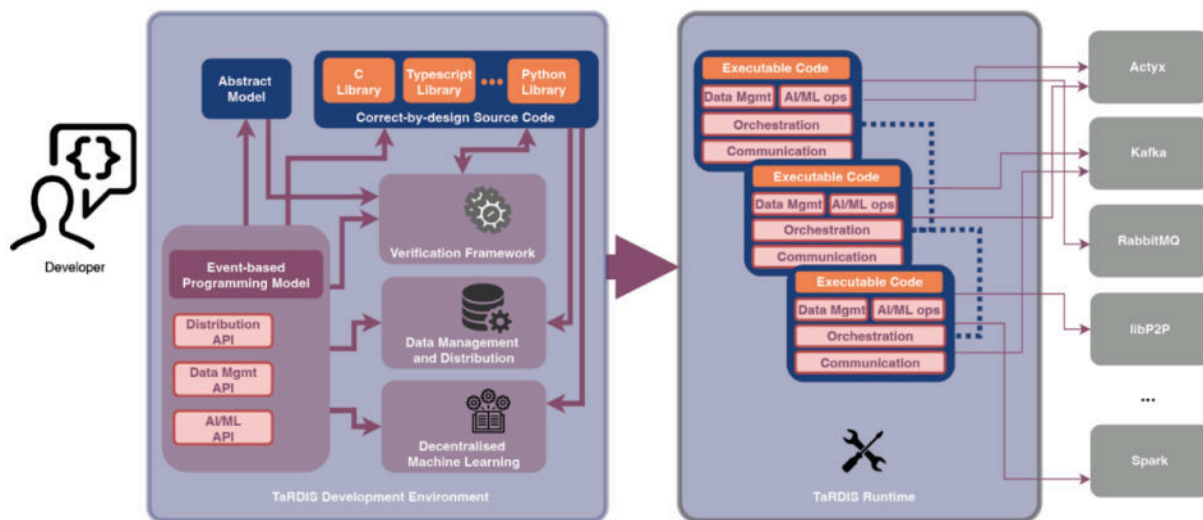 Developer
Abstract
Model
C
Library
Typescript
Library
Python
Library
Correct-by-design Source Code
Verification Framework
Event-based
Programming Model
Distribution
API
Data Mgmt
API
AI/ML
API
Data Management
and Distribution
Decentralised
Machine Learning
TaRDIS Development Environment
Executable Code
Data Mgmt
AI/ML ops
Orchestration
Communication
Executable Code
Data Mgmt
AI/ML ops
Orchestration
Communication
Executable Code
Data Mgmt
AI/ML ops
Orchestration
Communication
TaRDIS Runtime
Actyx
Kafka
RabbitMQ
libP2P
...
Spark